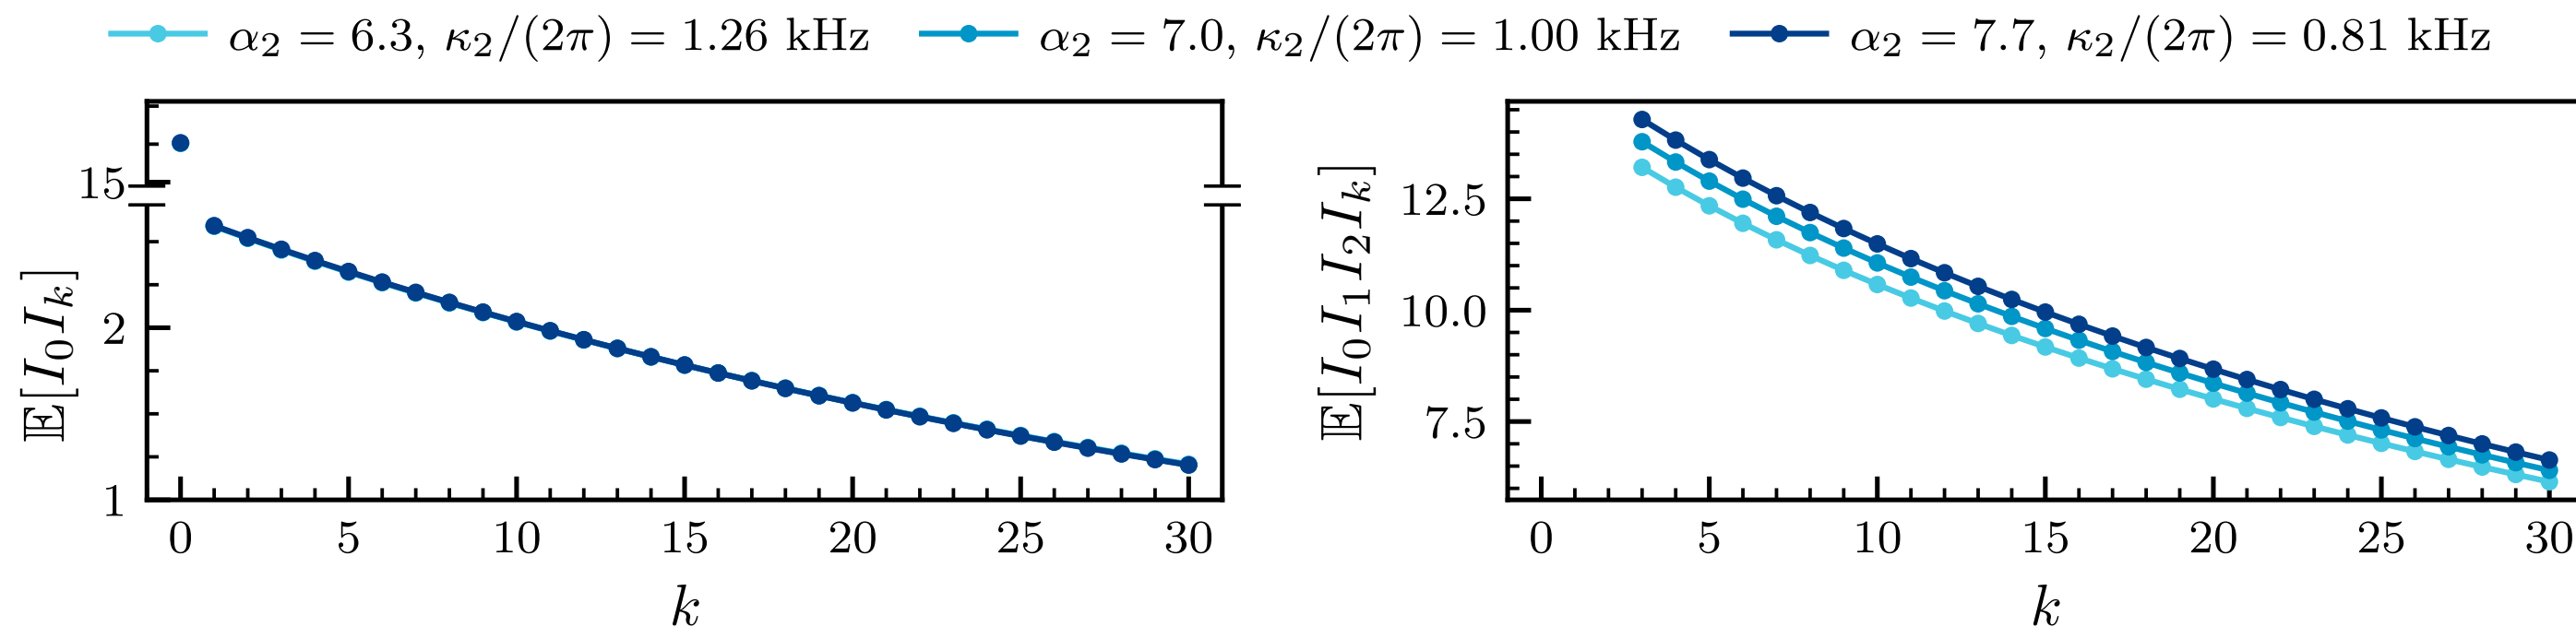 α₂ = 6.3, κ₂/(2π) = 1.26 kHz α₂ = 7.0, κ₂/(2π) = 1.00 kHz α₂ = 7.7, κ₂/(2π) = 0.81 kHz
𝔼[I₀Iₖ]
15
2
1
0 5 10 15 20 25 30
k
𝔼[I₀I₁I₂Iₖ]
12.5
10.0
7.5
0 5 10 15 20 25 30
k